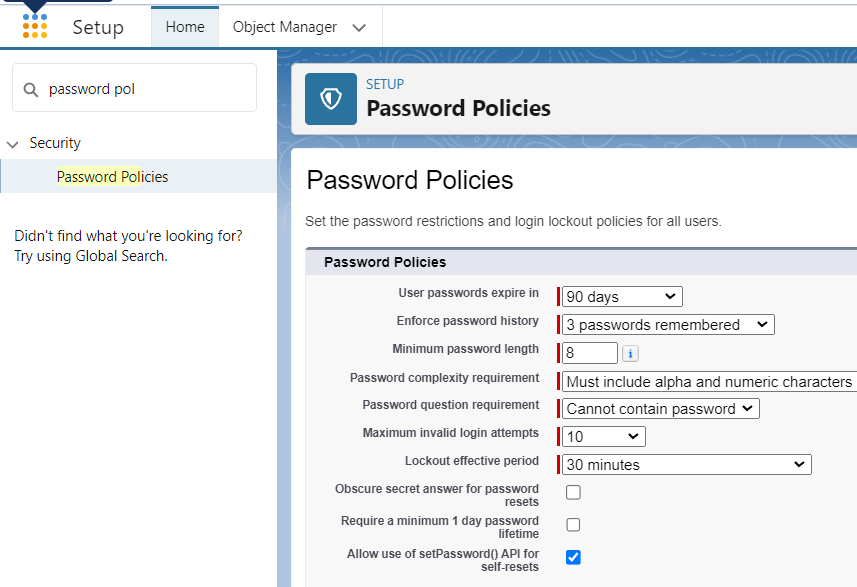 Setup
Home
Object Manager
password pol
Security
Password Policies
Didn't find what you're looking for?
Try using Global Search.
SETUP
Password Policies
Password Policies
Set the password restrictions and login lockout policies for all users.
Password Policies
User passwords expire in 90 days
Enforce password history 3 passwords remembered
Minimum password length 8 i
Password complexity requirement Must include alpha and numeric characters
Password question requirement Cannot contain password
Maximum invalid login attempts 10
Lockout effective period 30 minutes
Obscure secret answer for password
resets
Require a minimum 1 day password
lifetime
Allow use of setPassword() API for
self-resets